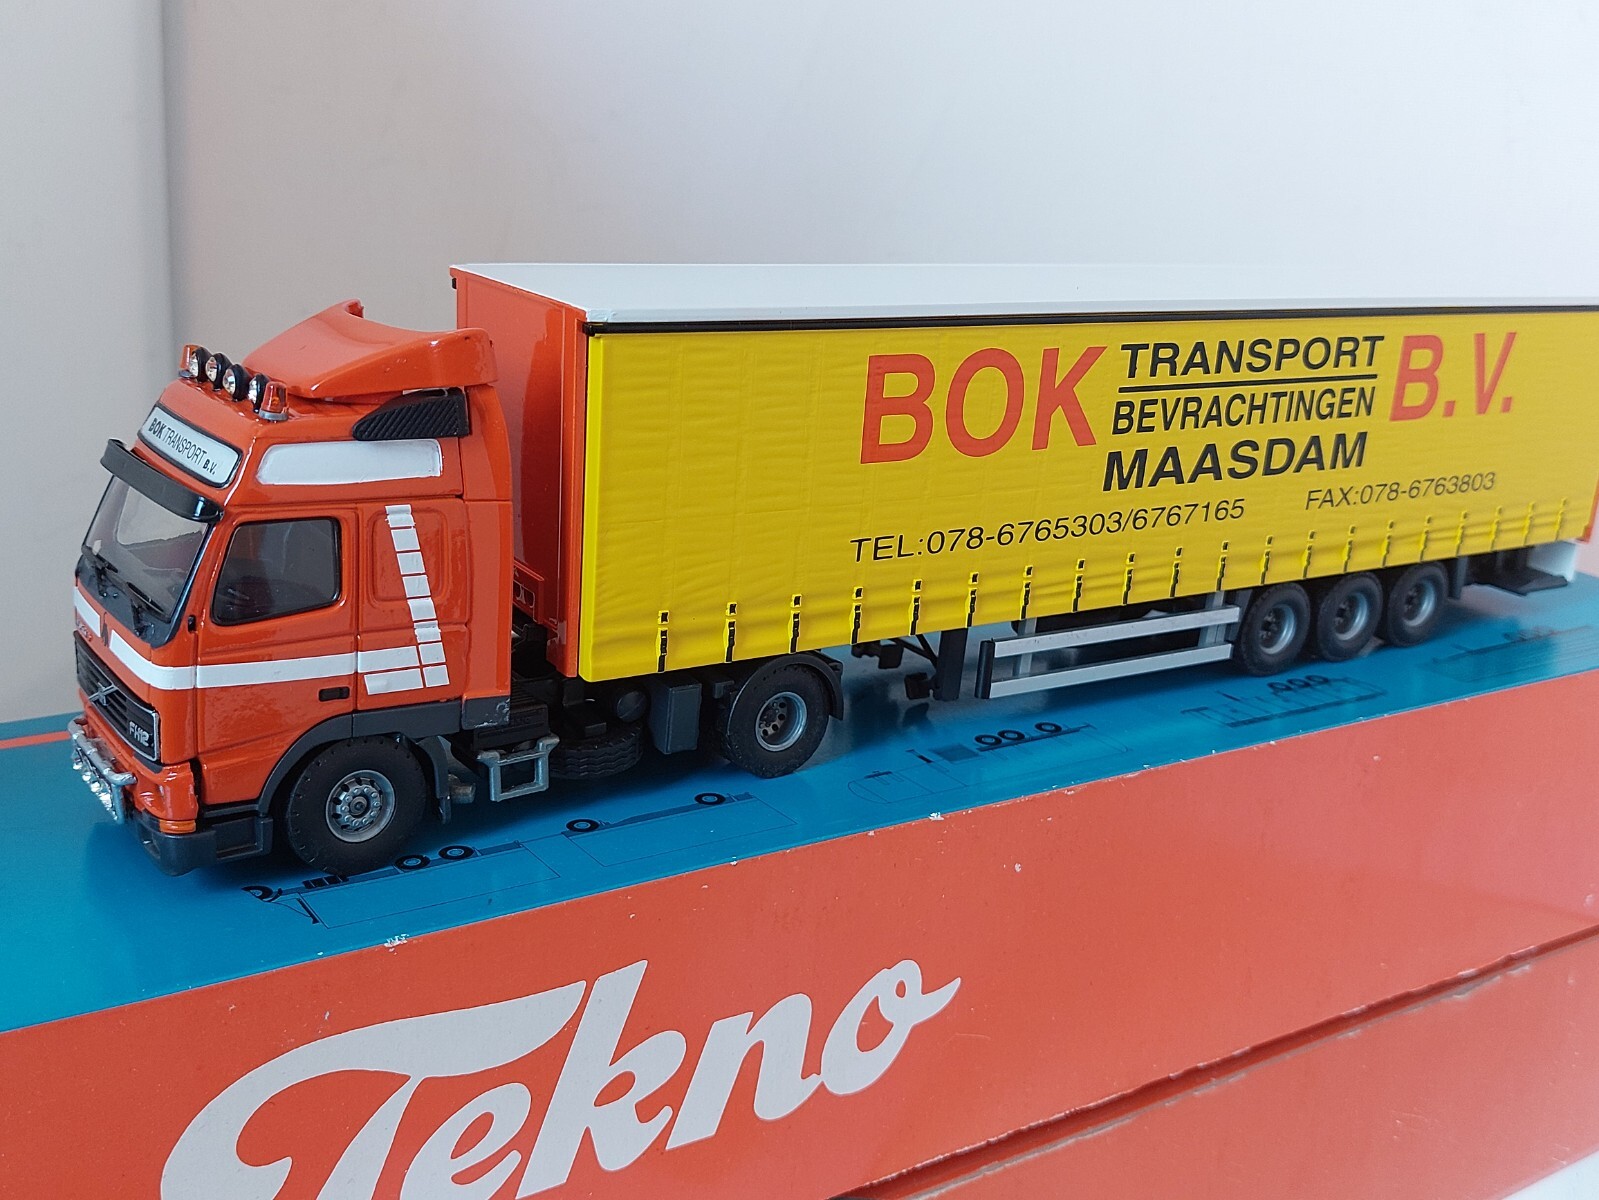 BOK TRANSPORT B.V.
BEVRACHTINGEN
MAASDAM
TEL:078-6765303/6767165 FAX:078-6763803
BOK TRANSPORT B.V.
FH12
Tekno